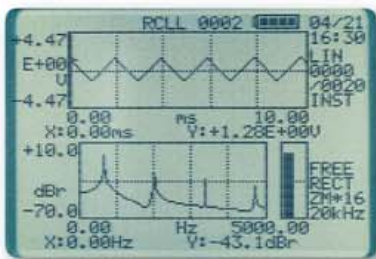 RCLL 0002 04/21
+4.47 16:30
E+00 LIN
V 0000
/0020
-4.47 INST
0.00 ms 10.00
X:0.00ms Y:+1.28E+00V
+10.0 FREE
RECT
dBr ZM*16
-70.0 20kHz
0.00 Hz 5000.00
X:0.00Hz Y:-43.1dBr